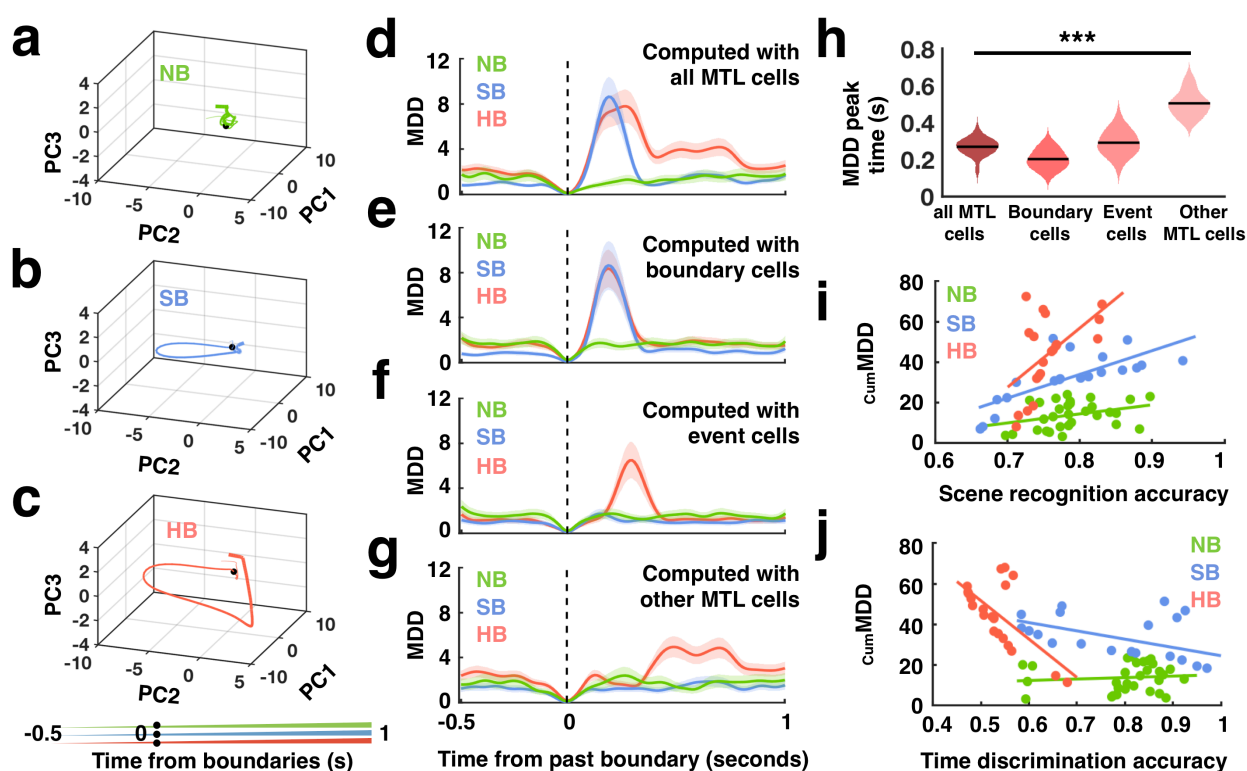 a
NB
4
2
0
-2
-4
PC3
-10
-5
0
5
PC2
-10
0
10
PC1
b
SB
4
2
0
-2
-4
PC3
-10
-5
0
5
PC2
-10
0
10
PC1
c
HB
4
2
0
-2
-4
PC3
-10
-5
0
5
PC2
-10
0
10
PC1
-0.5
0
1
Time from boundaries (s)
d
NB
SB
HB
Computed with
all MTL cells
12
8
4
0
MDD
e
NB
SB
HB
Computed with
boundary cells
12
8
4
0
MDD
f
NB
SB
HB
Computed with
event cells
12
8
4
0
MDD
g
NB
SB
HB
Computed with
other MTL cells
12
8
4
0
MDD
-0.5
0
1
Time from past boundary (seconds)
h
***
0.8
0.6
0.4
0.2
0
MDD peak
time (s)
all MTL
cells
Boundary
cells
Event
cells
Other
MTL cells
i
NB
SB
HB
80
60
40
20
0
CumMDD
0.6
0.7
0.8
0.9
1
Scene recognition accuracy
j
NB
SB
HB
80
60
40
20
0
CumMDD
0.4
0.5
0.6
0.7
0.8
0.9
1
Time discrimination accuracy